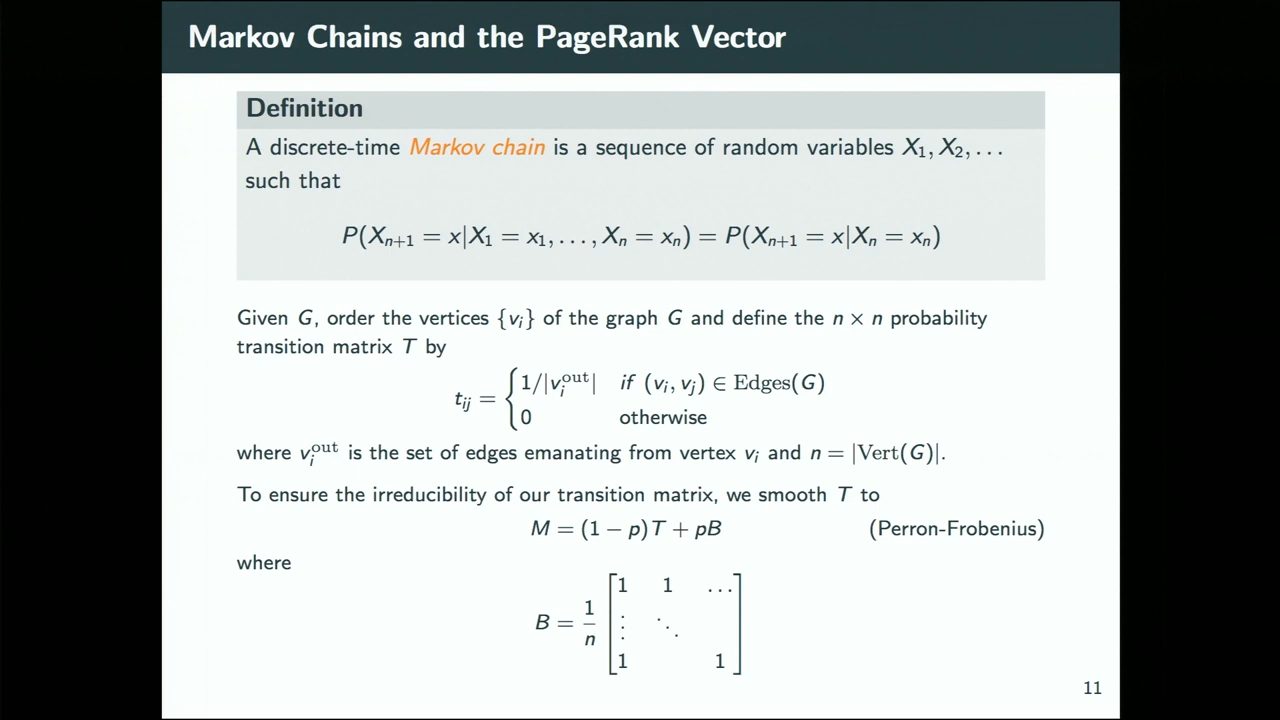 Markov Chains and the PageRank Vector
Definition
A discrete-time Markov chain is a sequence of random variables X₁, X₂, . . .
such that
P(Xₙ₊₁ = x|X₁ = x₁, . . . , Xₙ = xₙ) = P(Xₙ₊₁ = x|Xₙ = xₙ)
Given G, order the vertices {vᵢ} of the graph G and define the n × n probability
transition matrix T by
tᵢⱼ = { 1/|vᵢᵒᵘᵗ| if (vᵢ, vⱼ) ∈ Edges(G)
0 otherwise
where vᵢᵒᵘᵗ is the set of edges emanating from vertex vᵢ and n = |Vert(G)|.
To ensure the irreducibility of our transition matrix, we smooth T to
M = (1 − p)T + pB (Perron-Frobenius)
where
B = 1/n [ 1 1 . . .
⋮ ⋱
1 1 ]
11